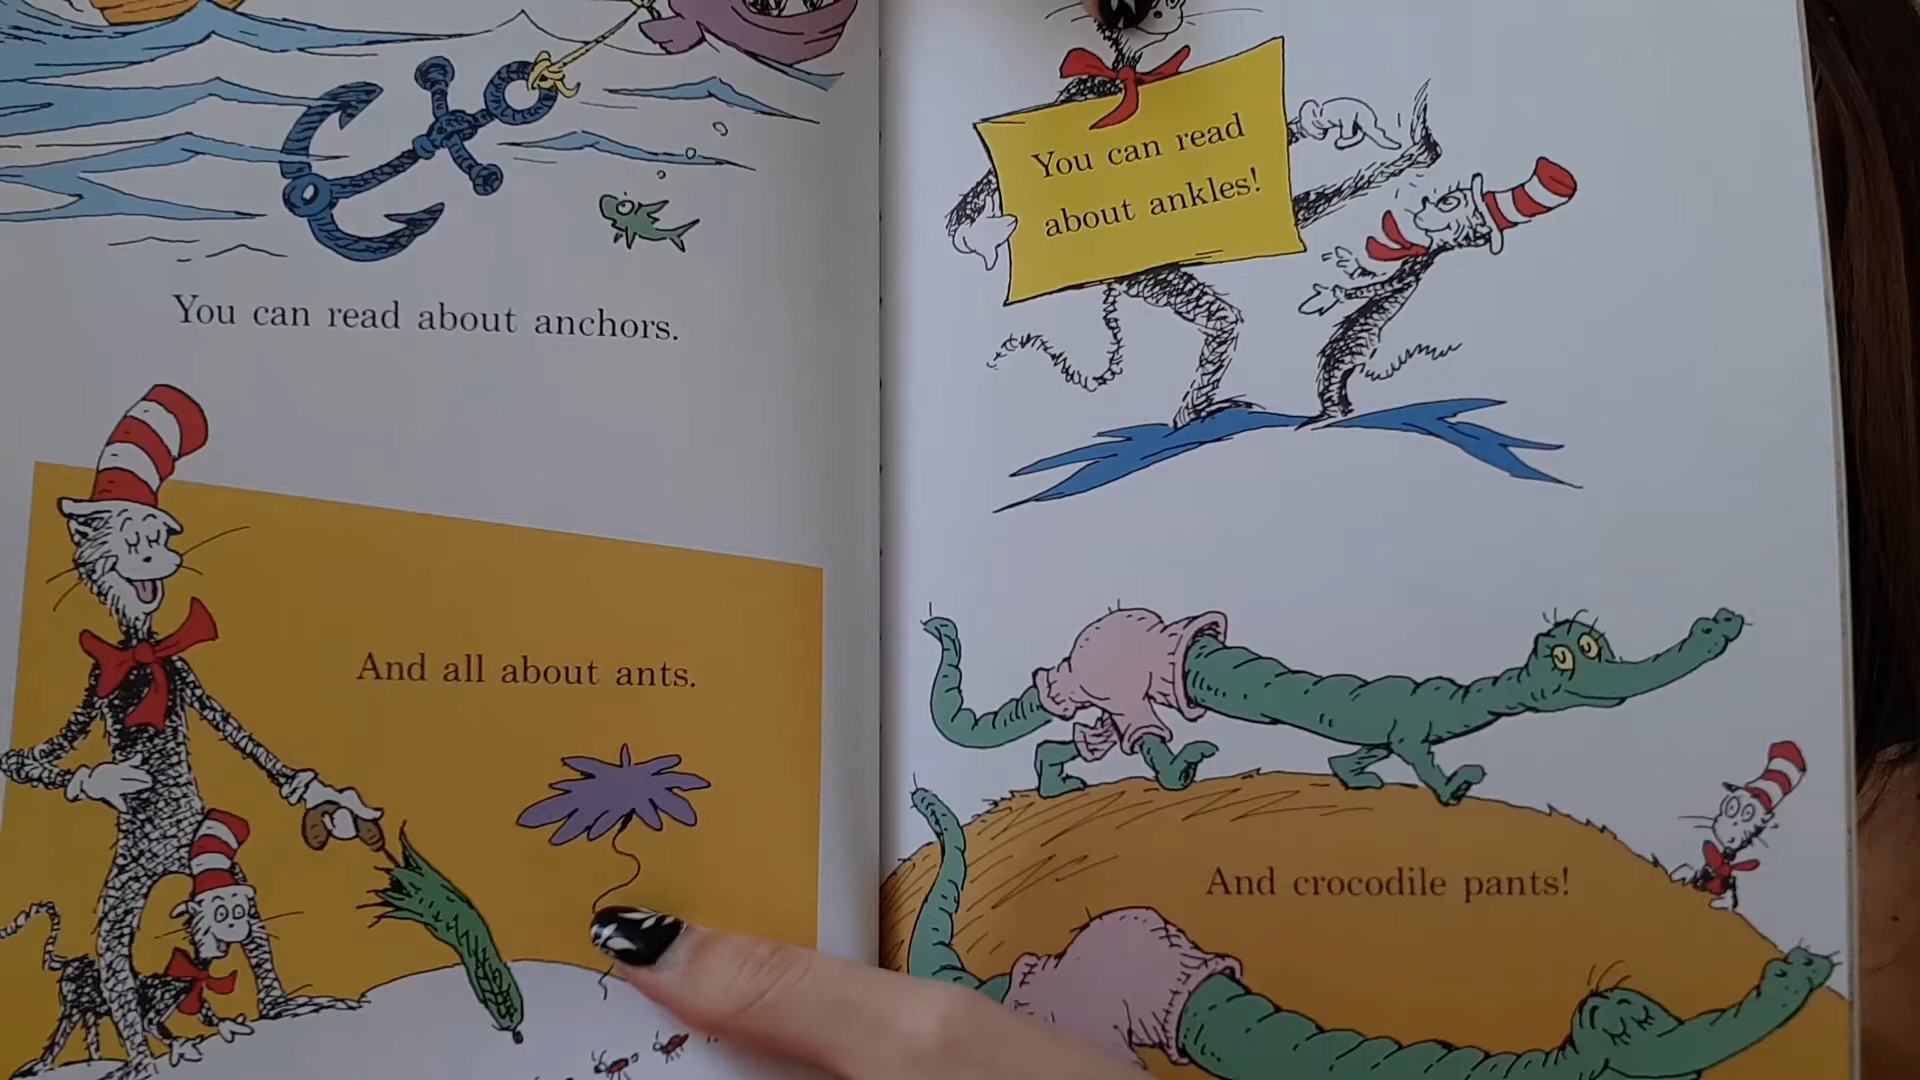 You can read about anchors.
And all about ants.
You can read
about ankles!
And crocodile pants!